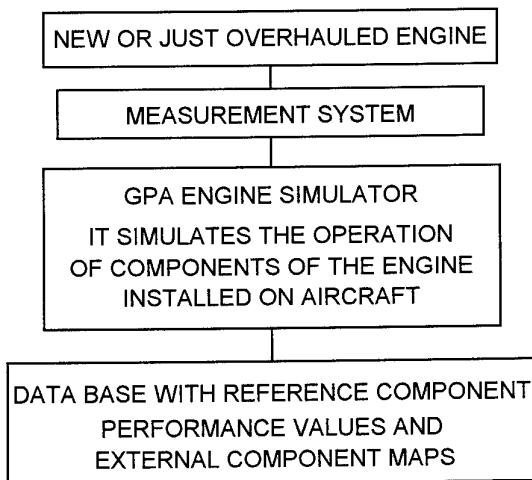 NEW OR JUST OVERHAULED ENGINE
MEASUREMENT SYSTEM
GPA ENGINE SIMULATOR
IT SIMULATES THE OPERATION
OF COMPONENTS OF THE ENGINE
INSTALLED ON AIRCRAFT
DATA BASE WITH REFERENCE COMPONENT
PERFORMANCE VALUES AND
EXTERNAL COMPONENT MAPS